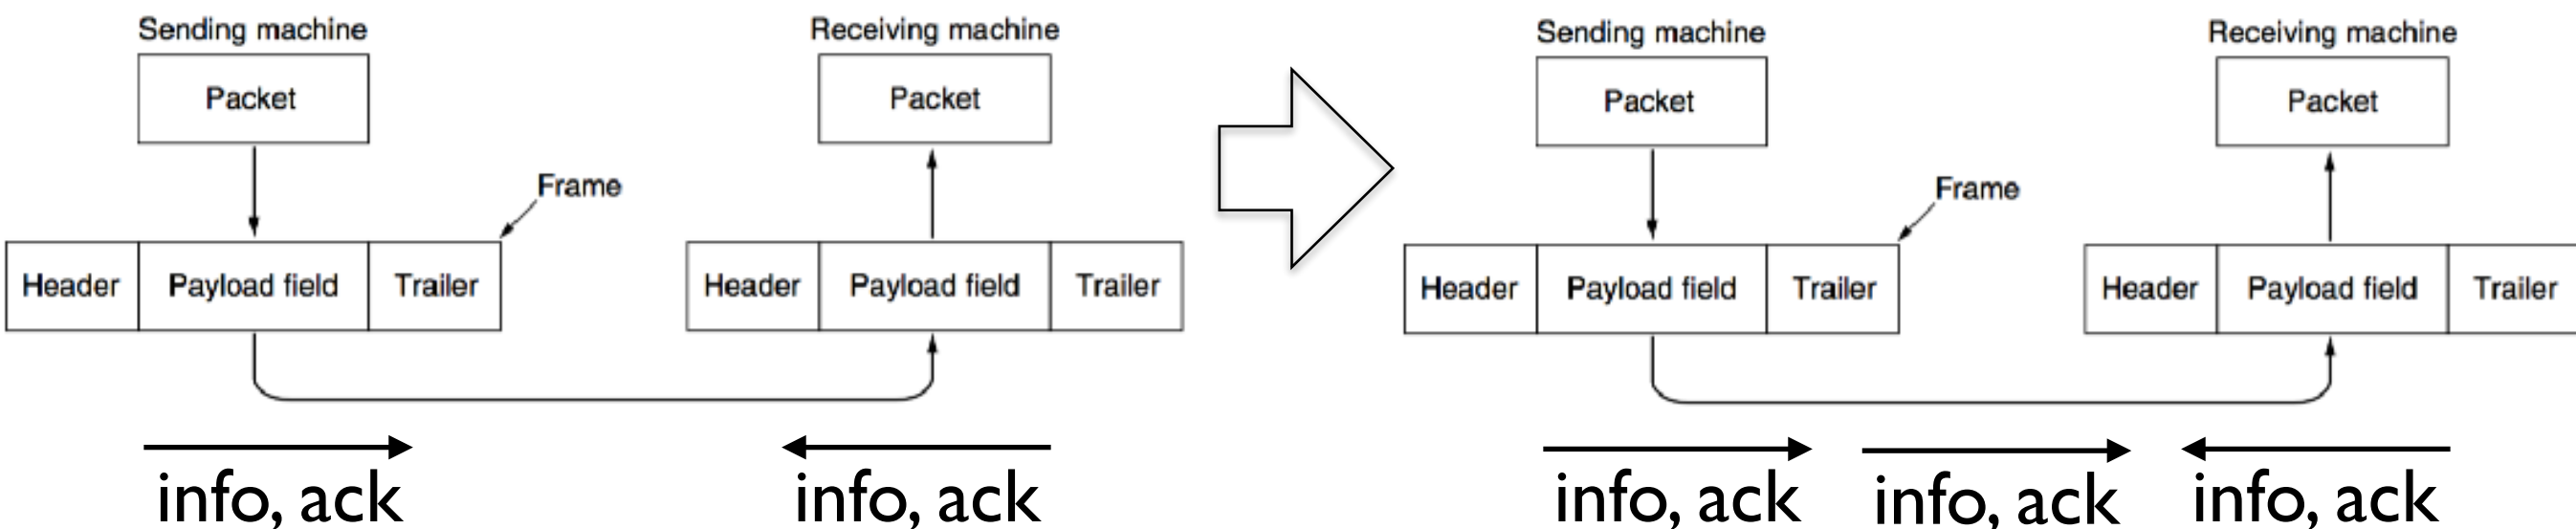 Sending machine
Receiving machine
Packet
Packet
Frame
Header
Payload field
Trailer
Header
Payload field
Trailer
info, ack
info, ack
Sending machine
Receiving machine
Packet
Packet
Frame
Header
Payload field
Trailer
Header
Payload field
Trailer
info, ack
info, ack
info, ack